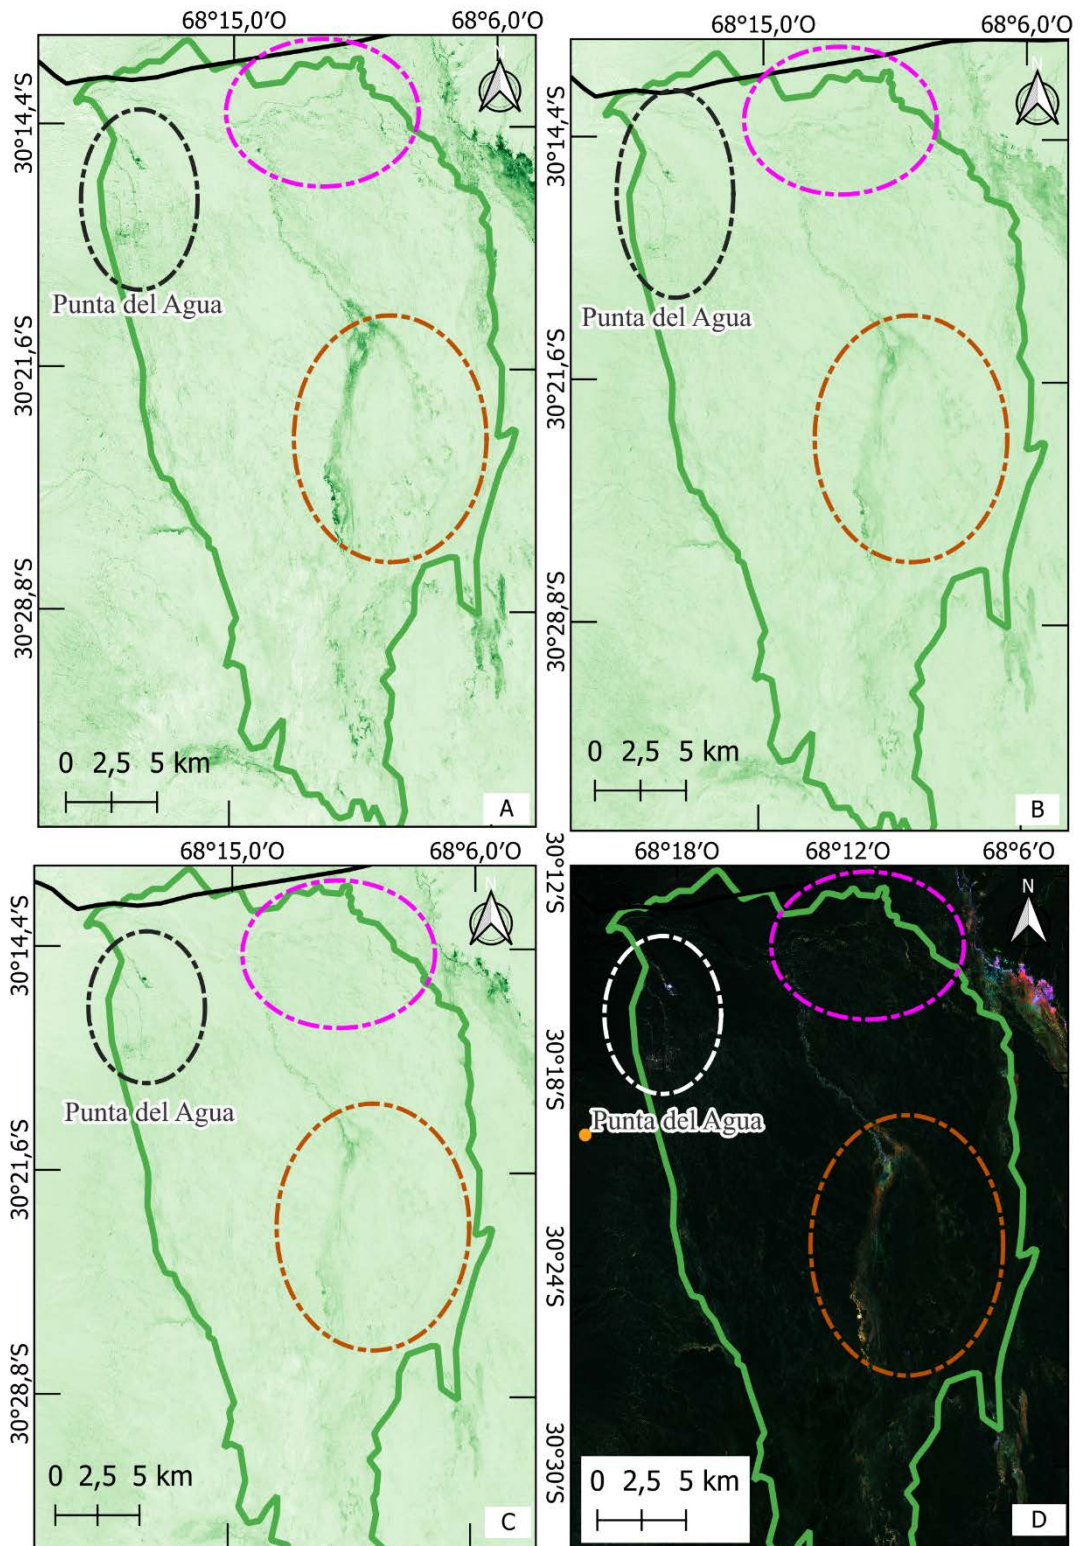 68°15,0'O 68°6,0'O
N
30°14,4'S
Punta del Agua
30°21,6'S
30°28,8'S
0 2,5 5 km
A
68°15,0'O 68°6,0'O
N
30°14,4'S
Punta del Agua
30°21,6'S
30°28,8'S
0 2,5 5 km
B
68°15,0'O 68°6,0'O
N
30°14,4'S
Punta del Agua
30°21,6'S
30°28,8'S
0 2,5 5 km
C
68°18'O 68°12'O 68°6'O
30°12'S
N
30°18'S
Punta del Agua
30°24'S
30°30'S
0 2,5 5 km
D